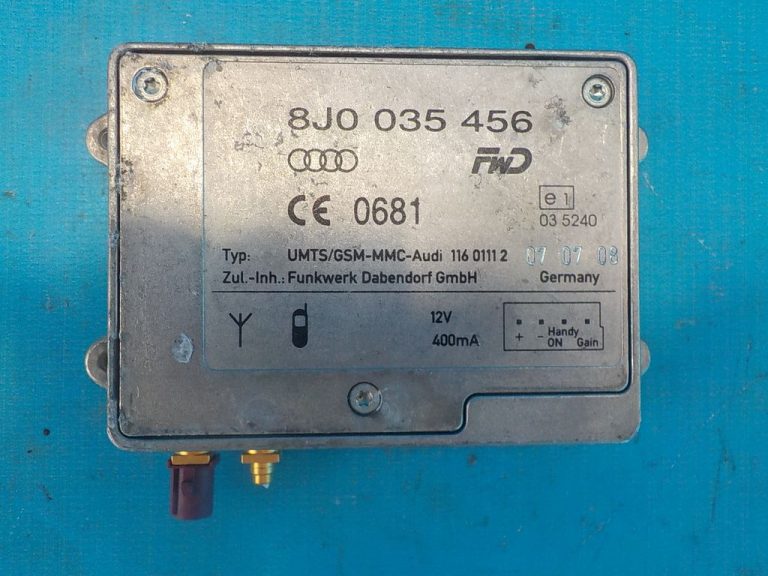 8J0 035 456
FWD
CE 0681
e1
03 5240
Typ: UMTS/GSM-MMC-Audi 116 0111 2 07 07 08
Zul.-Inh.: Funkwerk Dabendorf GmbH Germany
12V
400mA
+ - Handy ON Gain